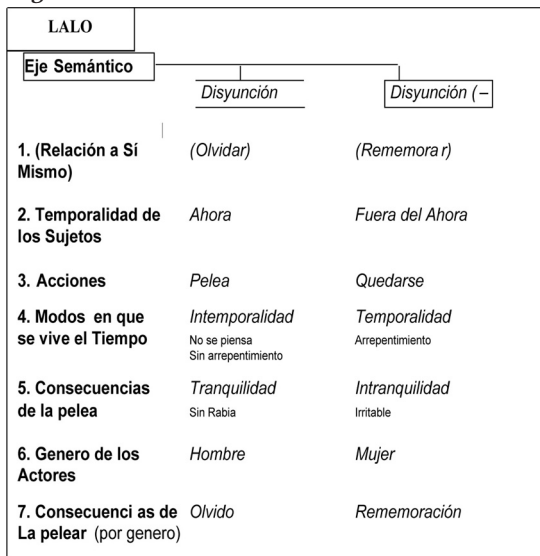 LALO
Eje Semántico
Disyunción Disyunción (–
1. (Relación a Sí (Olvidar) (Rememora r)
Mismo)
2. Temporalidad de Ahora Fuera del Ahora
los Sujetos
3. Acciones Pelea Quedarse
4. Modos en que Intemporalidad Temporalidad
se vive el Tiempo No se piensa Arrepentimiento
Sin arrepentimiento
5. Consecuencias Tranquilidad Intranquilidad
de la pelea Sin Rabia Irritable
6. Genero de los Hombre Mujer
Actores
7. Consecuenci as de Olvido Rememoración
La pelear (por genero)